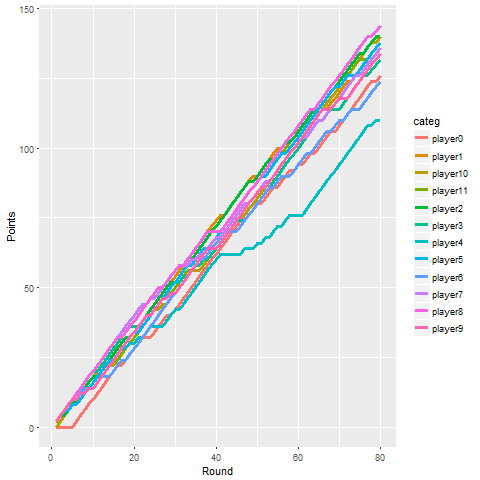 150
100
50
0
Points
0
20
40
60
80
Round
categ
player0
player1
player10
player11
player2
player3
player4
player5
player6
player7
player8
player9